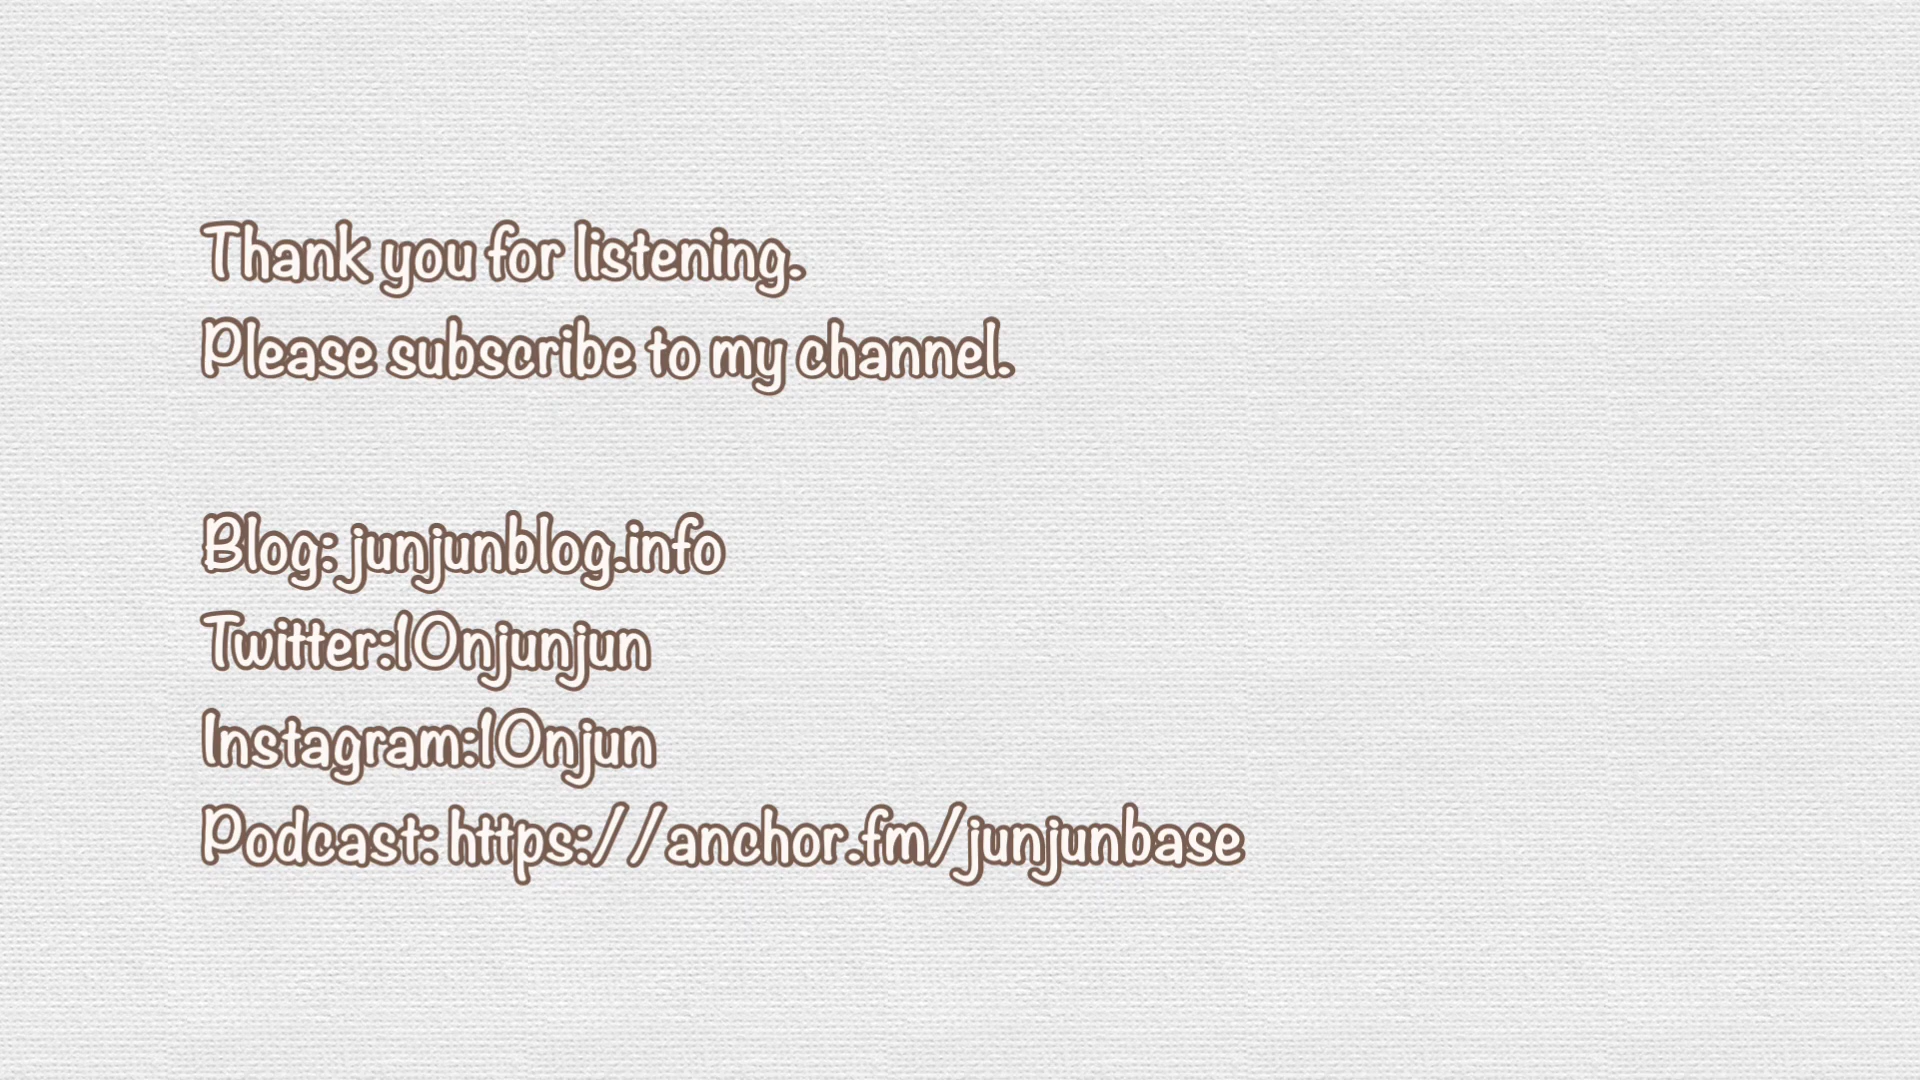 Thank you for listening.
Please subscribe to my channel.
Blog: junjunblog.info
Twitter:10njunjun
Instagram:10njun
Podcast: https://anchor.fm/junjunbase